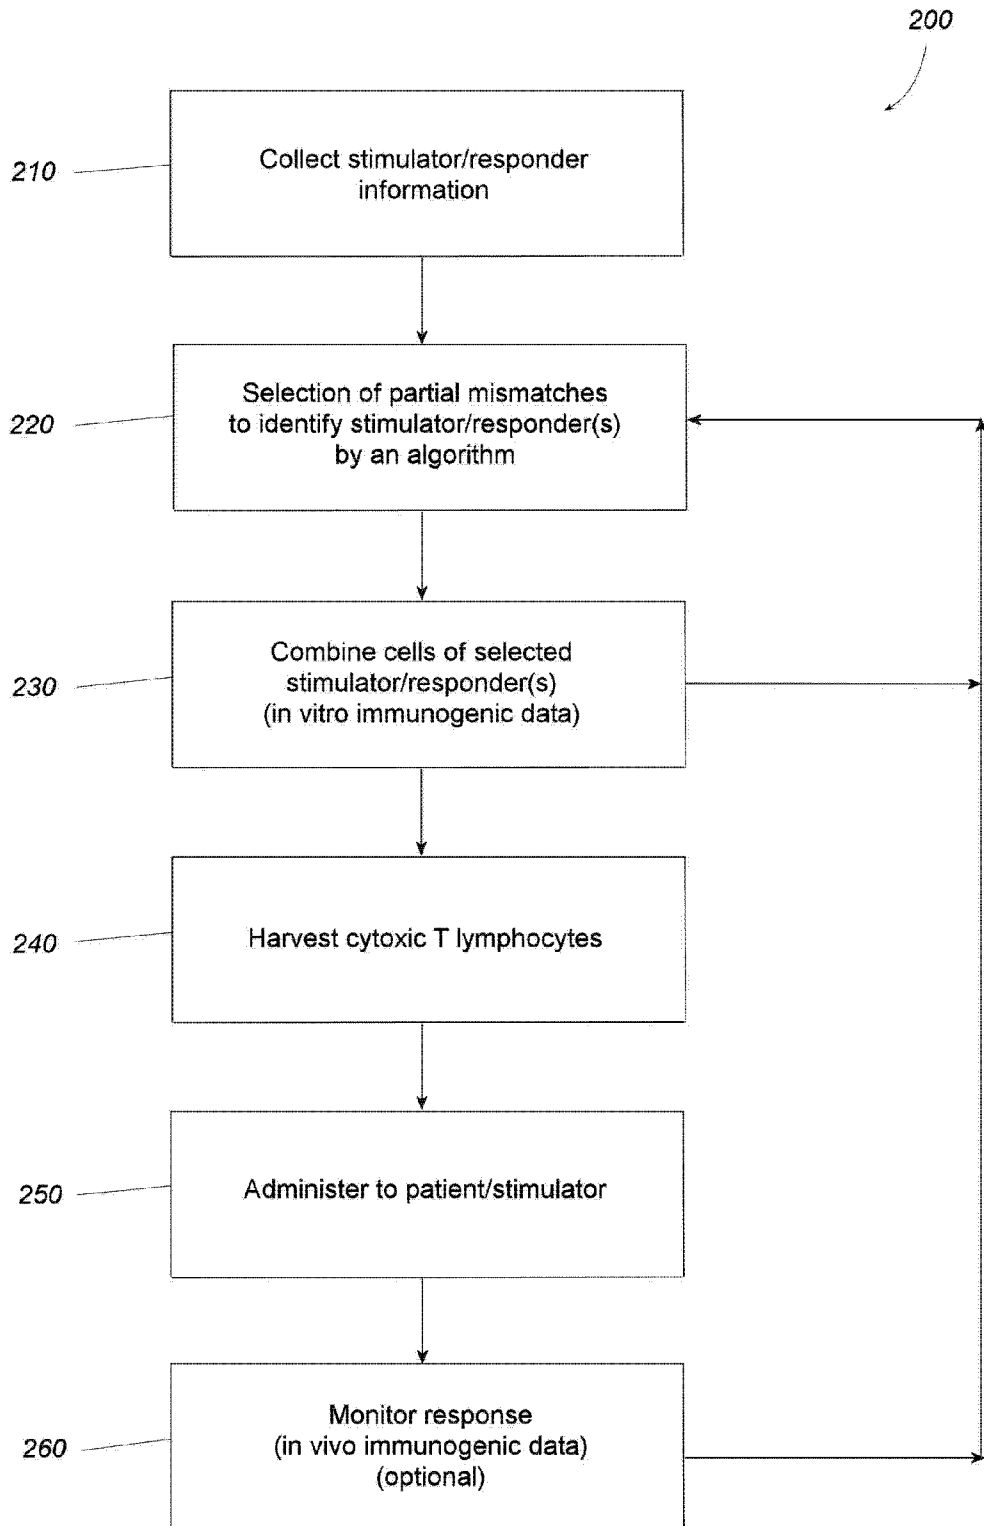 200
210
Collect stimulator/responder
information
220
Selection of partial mismatches
to identify stimulator/responder(s)
by an algorithm
230
Combine cells of selected
stimulator/responder(s)
(in vitro immunogenic data)
240
Harvest cytoxic T lymphocytes
250
Administer to patient/stimulator
260
Monitor response
(in vivo immunogenic data)
(optional)